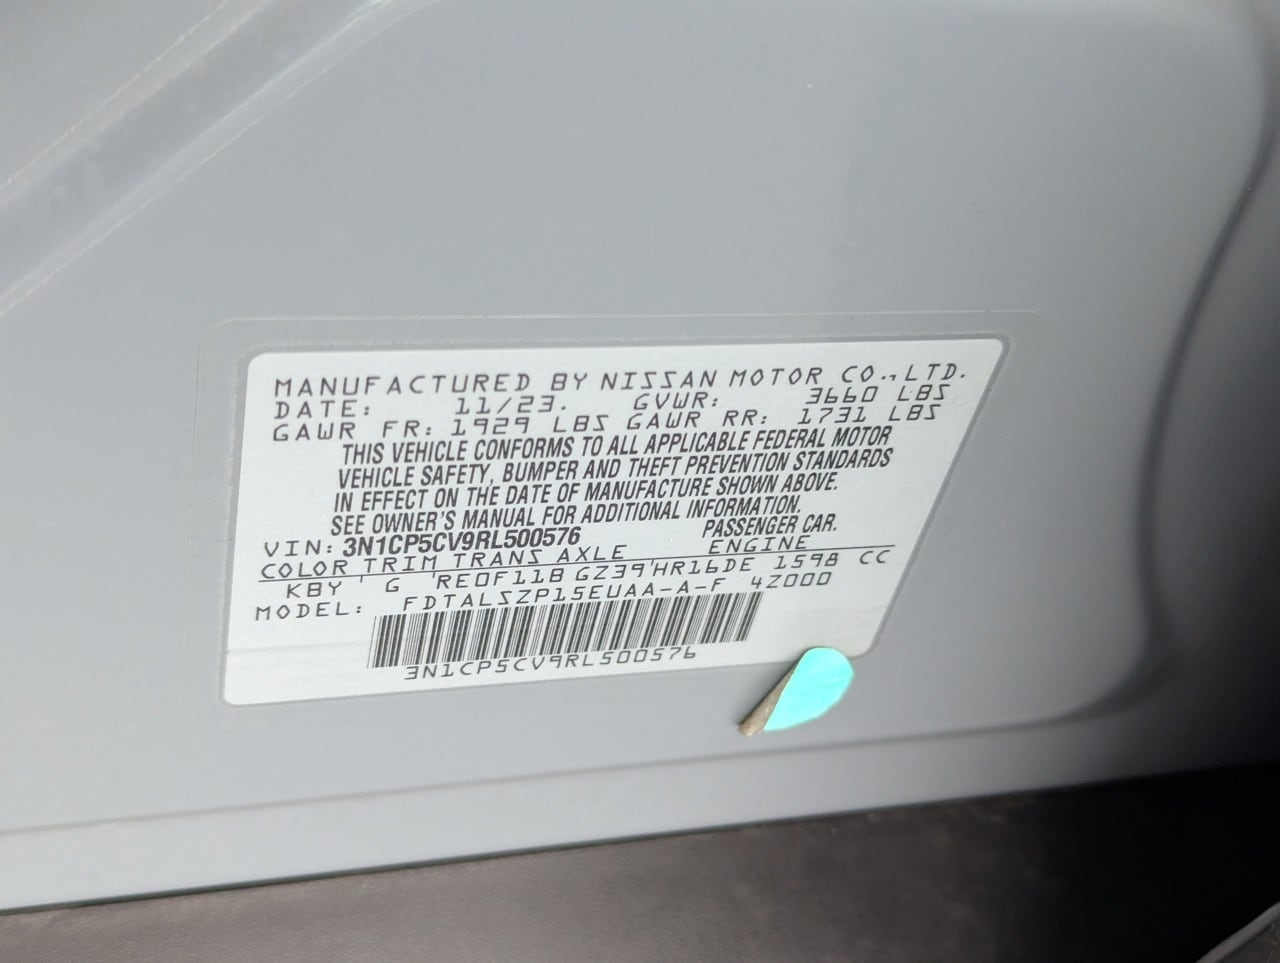 MANUFACTURED BY NISSAN MOTOR CO.,LTD.
DATE: 11/23. GVWR: 3660 LBS
GAWR FR: 1929 LBS GAWR RR: 1731 LBS
THIS VEHICLE CONFORMS TO ALL APPLICABLE FEDERAL MOTOR
VEHICLE SAFETY, BUMPER AND THEFT PREVENTION STANDARDS
IN EFFECT ON THE DATE OF MANUFACTURE SHOWN ABOVE.
SEE OWNER'S MANUAL FOR ADDITIONAL INFORMATION.
VIN: 3N1CP5CV9RL500576 PASSENGER CAR.
COLOR TRIM TRANS AXLE ENGINE
KBY ' G 'RE0F11B GZ39'HR16DE 1598 CC
MODEL: FDTALSZP15EUAA-A-F 4Z000
3N1CP5CV9RL500576